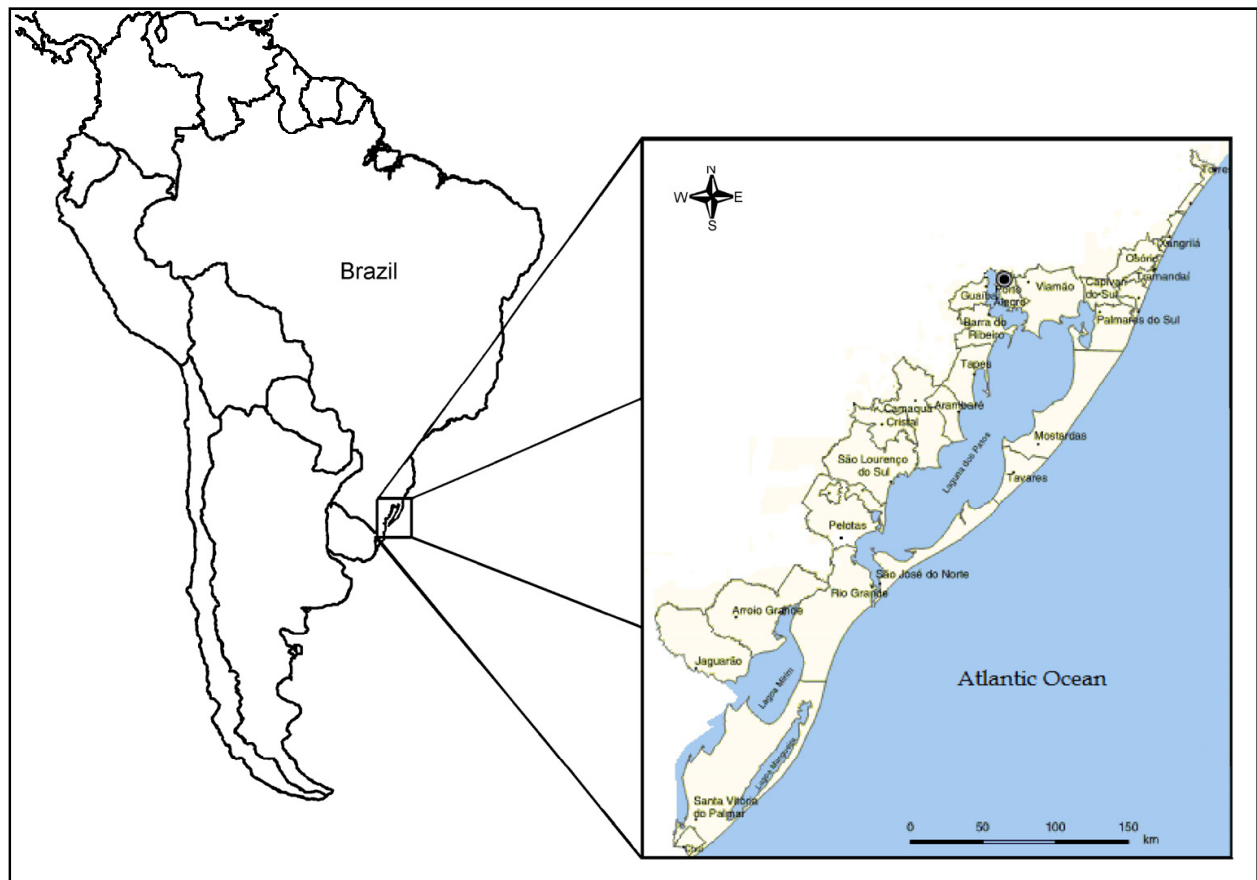 Brazil
N
W E
S
Torres
Xangrilá
Osório
Tramandaí
Capivari
do Sul
Palmares do Sul
Viamão
Porto
Alegre
Guaíba
Barra do
Ribeiro
Tapes
Arambaré
Camaquã
Cristal
São Lourenço
do Sul
Laguna dos Patos
Mostardas
Tavares
Pelotas
São José do Norte
Rio Grande
Arroio Grande
Jaguarão
Lagoa Mirim
Atlantic Ocean
Lagoa Mangueira
Santa Vitória
do Palmar
Chuí
0 50 100 150
km